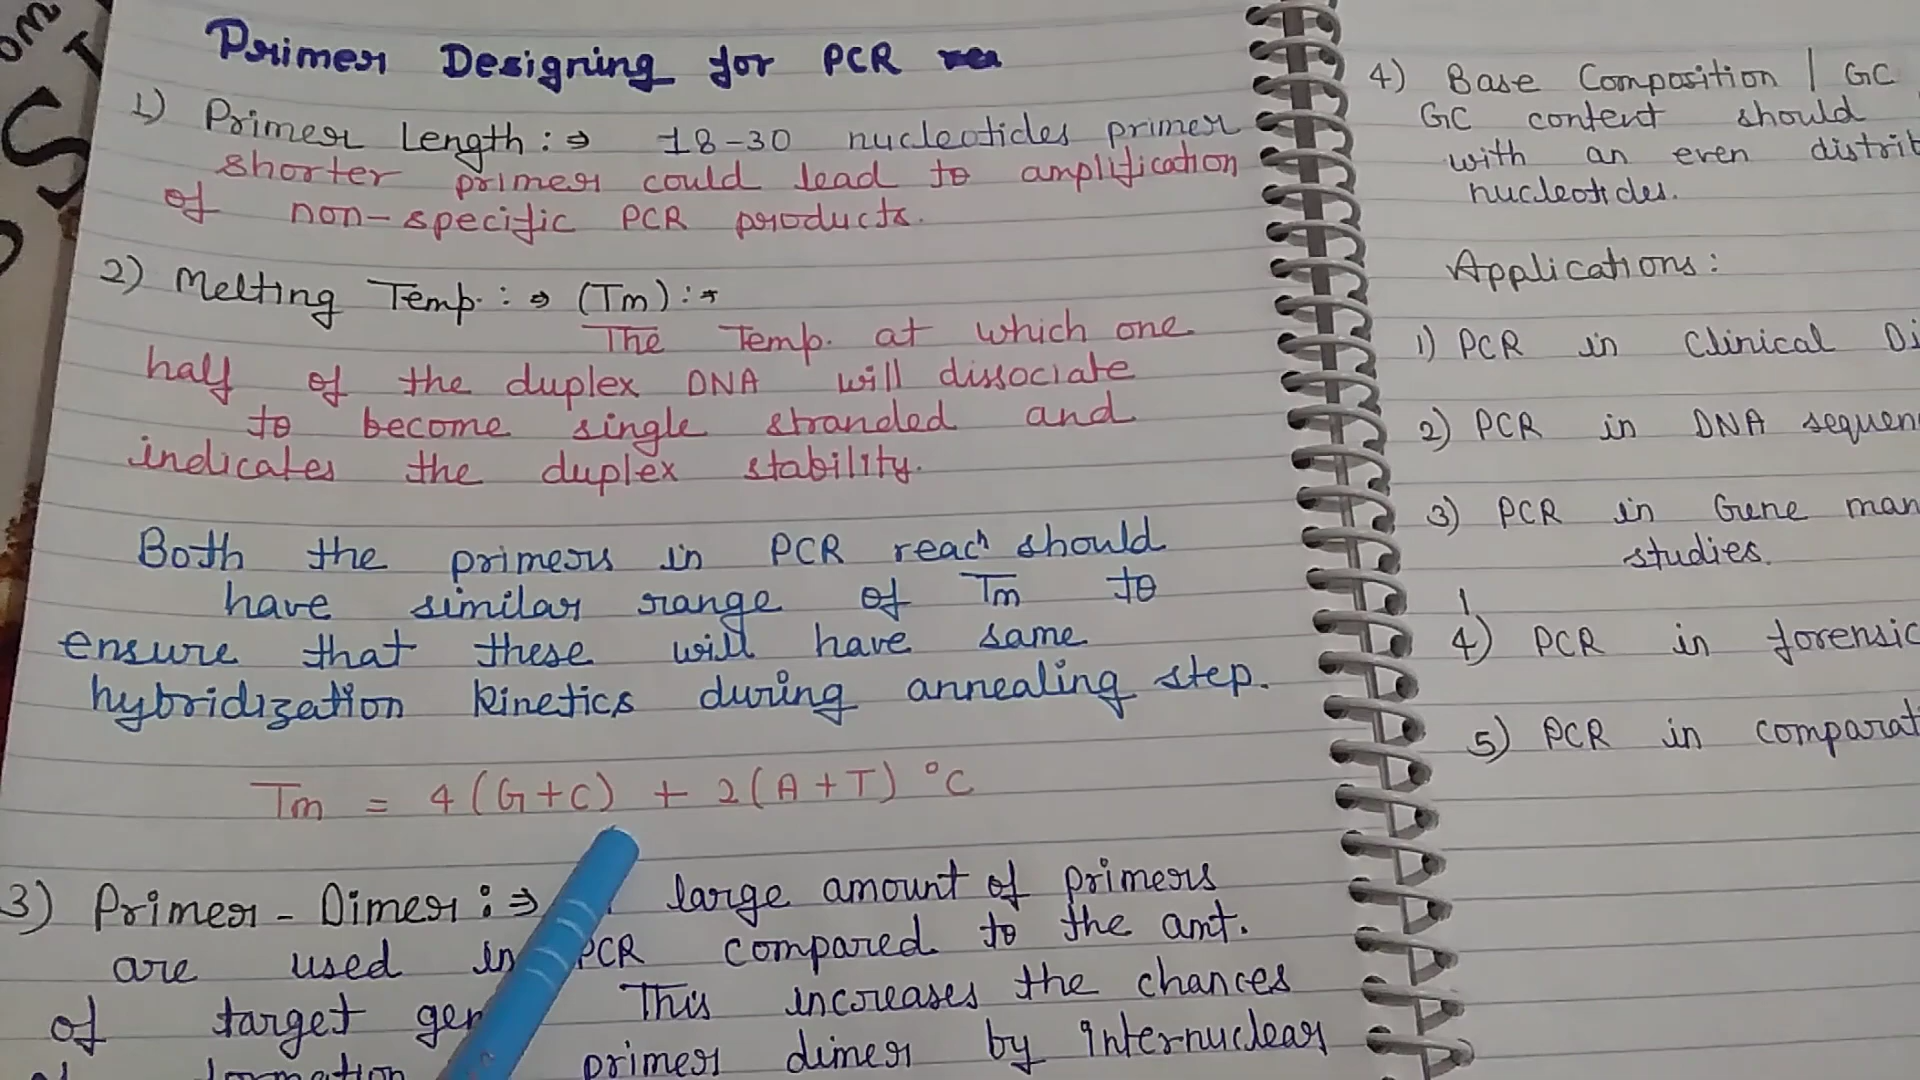 Primer Designing for PCR
1) Primer Length :⇒ 18-30 nucleotides primer
shorter primer could lead to amplification
of non-specific PCR products.
2) Melting Temp. :⇒ (Tm) :→
The Temp. at which one
half of the duplex DNA will dissociate
to become single stranded and
indicates the duplex stability.
Both the primers in PCR reacn should
have similar range of Tm to
ensure that these will have same
hybridization kinetics during annealing step.
Tm = 4(G+C) + 2(A+T) °C
3) Primer-Dimer :⇒ large amount of primers
are used in PCR compared to the amt.
of target This increases the chances
formation primer dimer by internuclear
4) Base Composition / GC
GC content should
with an even distrib
nucleotides.
Applications :
1) PCR in Clinical Di
2) PCR in DNA sequen
3) PCR in Gene man
studies.
4) PCR in forensic
5) PCR in comparat